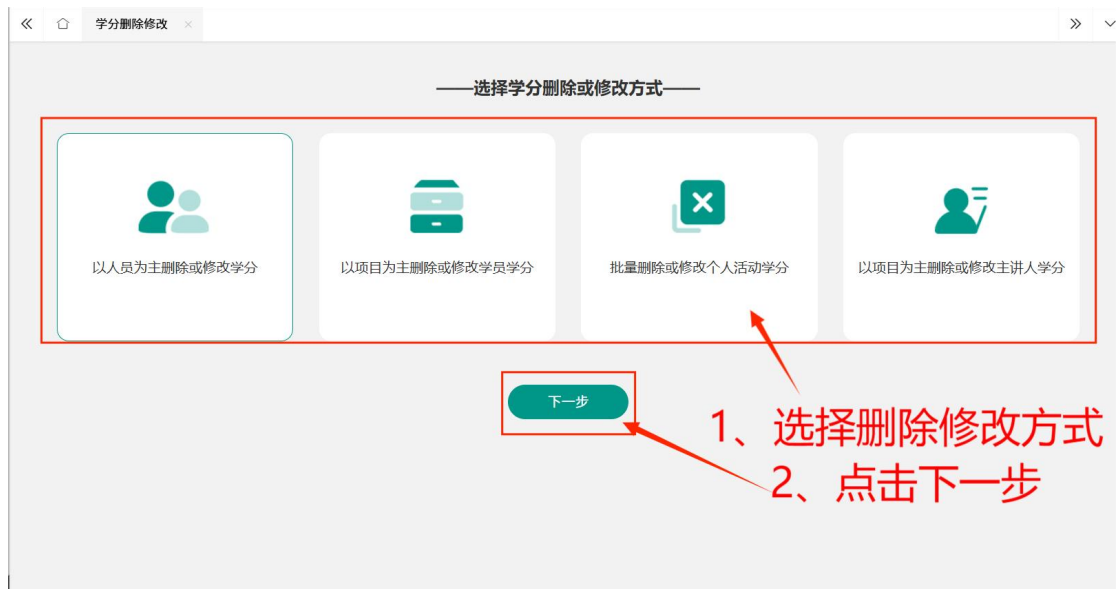 学分删除修改
——选择学分删除或修改方式——
以人员为主删除或修改学分
以项目为主删除或修改学员学分
批量删除或修改个人活动学分
以项目为主删除或修改主讲人学分
下一步
1、选择删除修改方式
2、点击下一步